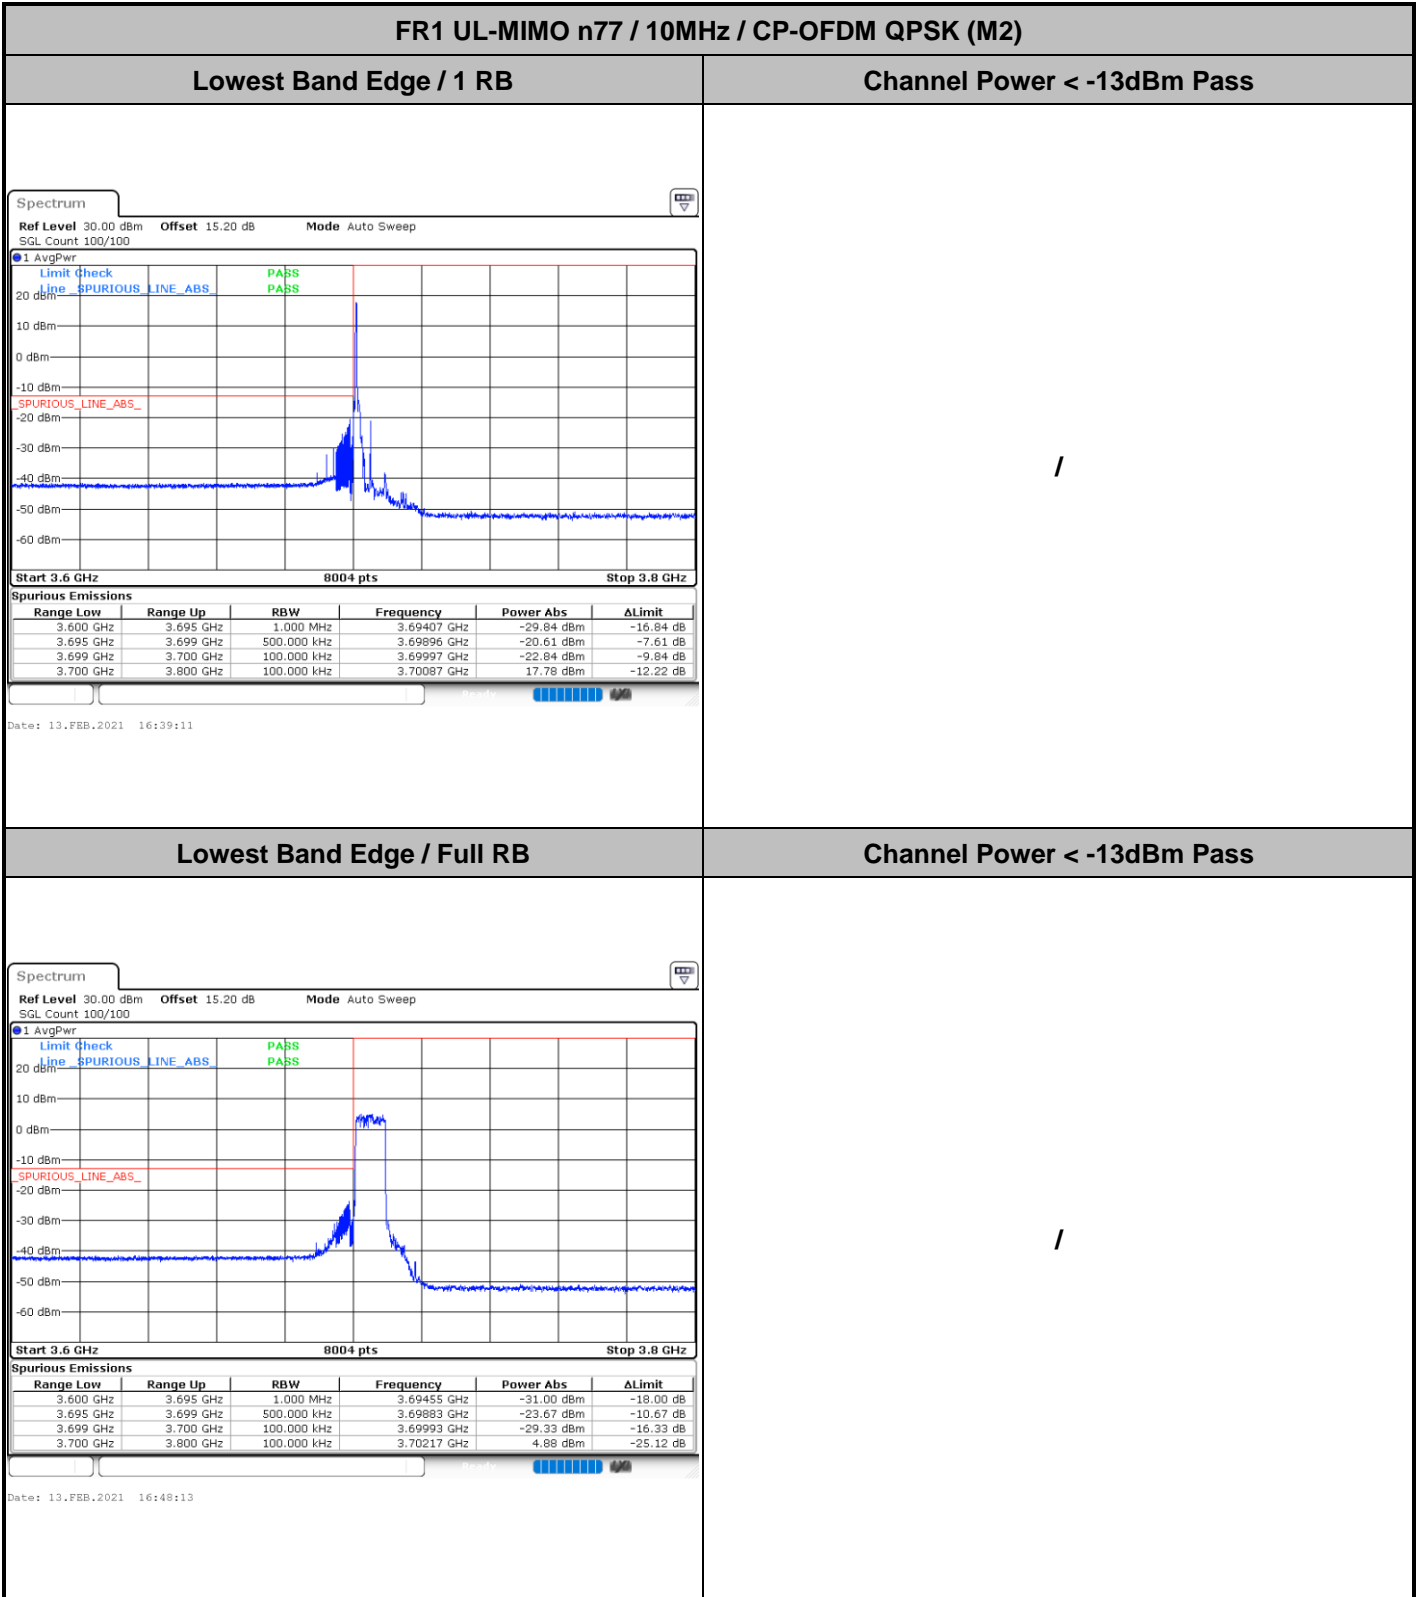 FR1 UL-MIMO n77 / 10MHz / CP-OFDM QPSK (M2)
Lowest Band Edge / 1 RB
Channel Power < -13dBm Pass
Spectrum
Ref Level 30.00 dBm Offset 15.20 dB Mode Auto Sweep
SGL Count 100/100
1 AvgPwr
Limit Check PASS
Line _SPURIOUS_LINE_ABS_ PASS
20 dBm
10 dBm
0 dBm
-10 dBm
_SPURIOUS_LINE_ABS_
-20 dBm
-30 dBm
-40 dBm
-50 dBm
-60 dBm
Start 3.6 GHz 8004 pts Stop 3.8 GHz
Spurious Emissions
Range Low Range Up RBW Frequency Power Abs ΔLimit
3.600 GHz 3.695 GHz 1.000 MHz 3.69407 GHz -29.84 dBm -16.84 dB
3.695 GHz 3.699 GHz 500.000 kHz 3.69896 GHz -20.61 dBm -7.61 dB
3.699 GHz 3.700 GHz 100.000 kHz 3.69997 GHz -22.84 dBm -9.84 dB
3.700 GHz 3.800 GHz 100.000 kHz 3.70087 GHz 17.78 dBm -12.22 dB
Ready
Date: 13.FEB.2021 16:39:11
/
Lowest Band Edge / Full RB
Channel Power < -13dBm Pass
Spectrum
Ref Level 30.00 dBm Offset 15.20 dB Mode Auto Sweep
SGL Count 100/100
1 AvgPwr
Limit Check PASS
Line _SPURIOUS_LINE_ABS_ PASS
20 dBm
10 dBm
0 dBm
-10 dBm
_SPURIOUS_LINE_ABS_
-20 dBm
-30 dBm
-40 dBm
-50 dBm
-60 dBm
Start 3.6 GHz 8004 pts Stop 3.8 GHz
Spurious Emissions
Range Low Range Up RBW Frequency Power Abs ΔLimit
3.600 GHz 3.695 GHz 1.000 MHz 3.69455 GHz -31.00 dBm -18.00 dB
3.695 GHz 3.699 GHz 500.000 kHz 3.69883 GHz -23.67 dBm -10.67 dB
3.699 GHz 3.700 GHz 100.000 kHz 3.69993 GHz -29.33 dBm -16.33 dB
3.700 GHz 3.800 GHz 100.000 kHz 3.70217 GHz 4.88 dBm -25.12 dB
Ready
Date: 13.FEB.2021 16:48:13
/